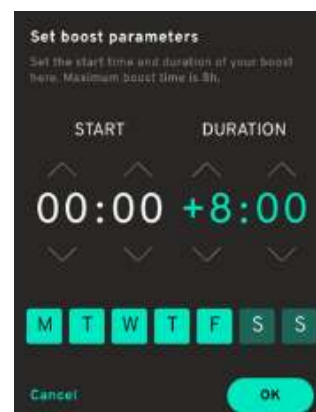 Set boost parameters
Set the start time and duration of your boost
here. Maximum boost time is 8h.
START DURATION
00:00 +8:00
M T W T F S S
Cancel OK